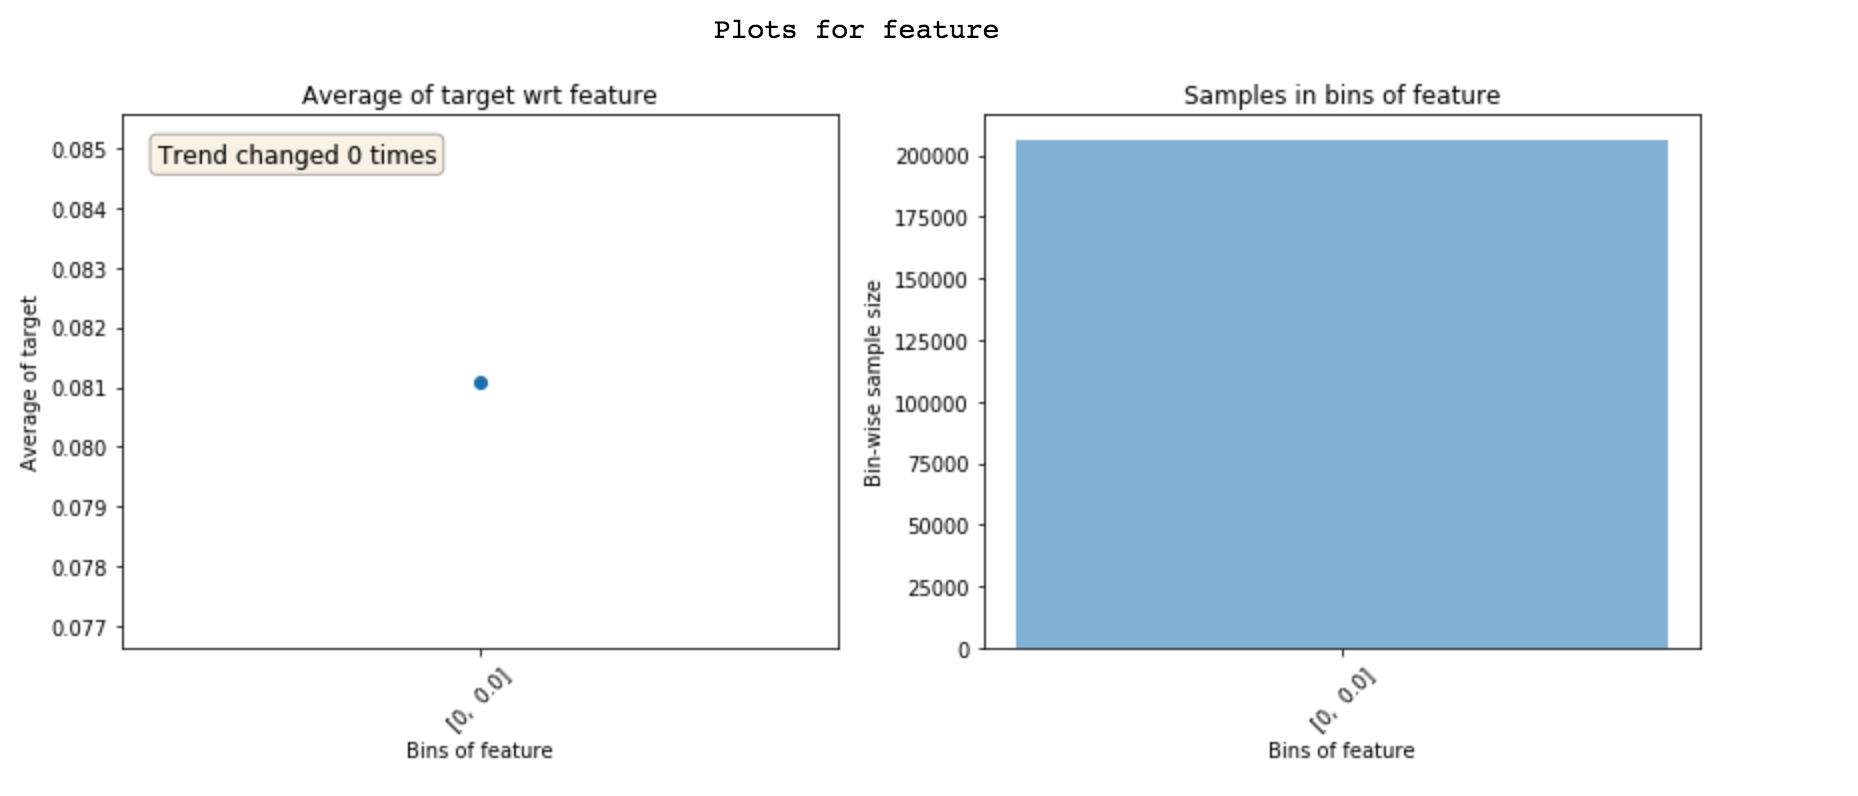 Plots for feature
Average of target wrt feature
Trend changed 0 times
0.085
0.084
0.083
0.082
0.081
0.080
0.079
0.078
0.077
Average of target
[0, 0.0]
Bins of feature
Samples in bins of feature
200000
175000
150000
125000
100000
75000
50000
25000
0
Bin-wise sample size
[0, 0.0]
Bins of feature